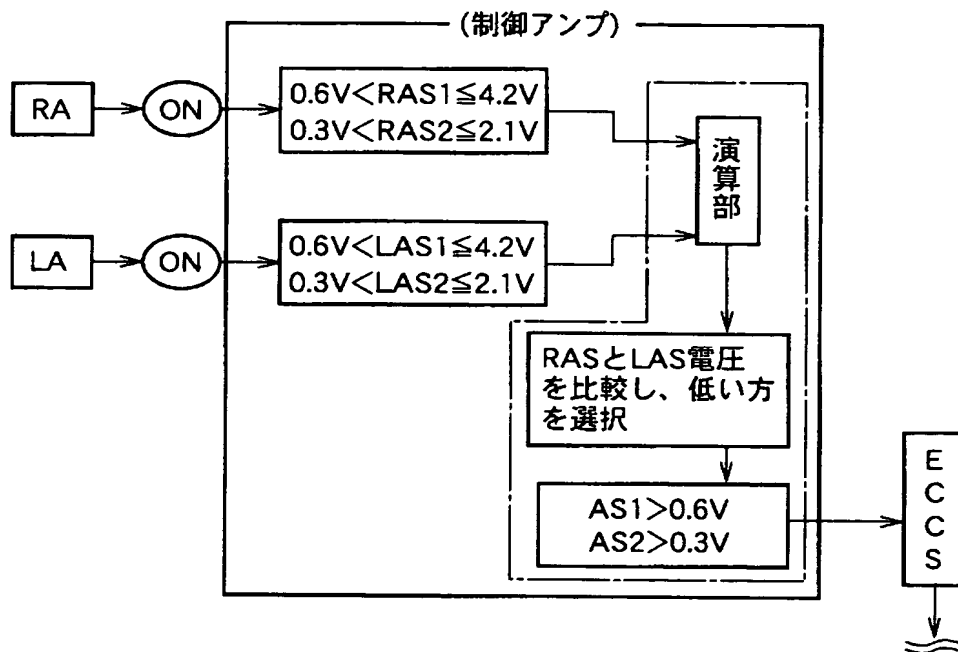 (制御アンプ)
RA
ON
0.6V<RAS1≦4.2V
0.3V<RAS2≦2.1V
演算部
LA
ON
0.6V<LAS1≦4.2V
0.3V<LAS2≦2.1V
RASとLAS電圧
を比較し、低い方
を選択
AS1>0.6V
AS2>0.3V
ECCS